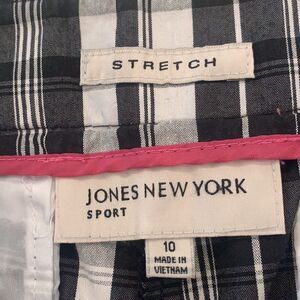 STRETCH
JONES NEW YORK
SPORT
10
MADE IN
VIETNAM